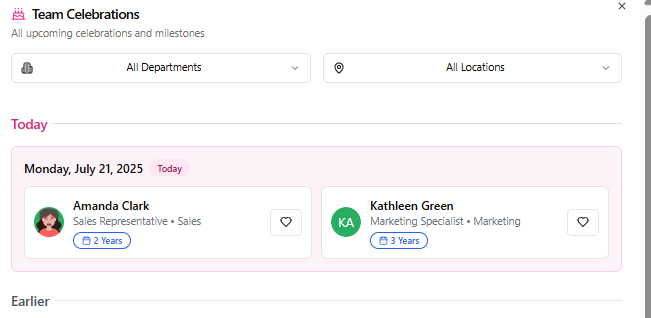 Team Celebrations
All upcoming celebrations and milestones
All Departments
All Locations
Today
Monday, July 21, 2025 Today
Amanda Clark
Sales Representative • Sales
2 Years
KA
Kathleen Green
Marketing Specialist • Marketing
3 Years
Earlier